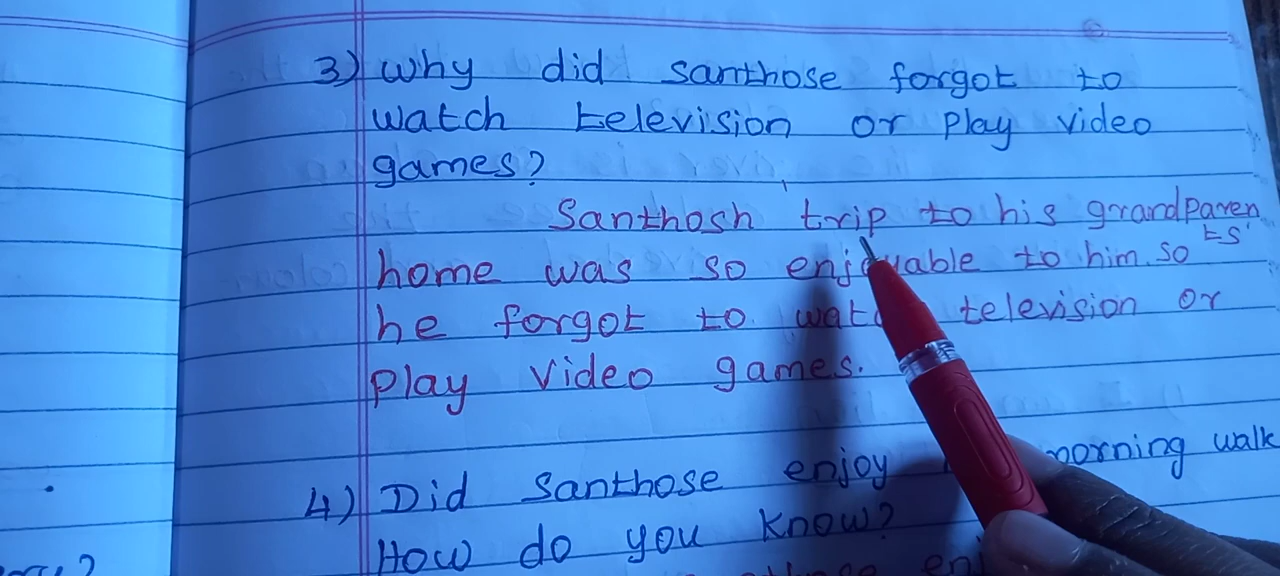 3) Why did Santhose forgot to
watch television or play video
games?
Santhosh trip to his grandparen
ts'
home was so enjoyable to him. so
he forgot to watch television or
play video games.
4) Did Santhose enjoy morning walk
How do you know?